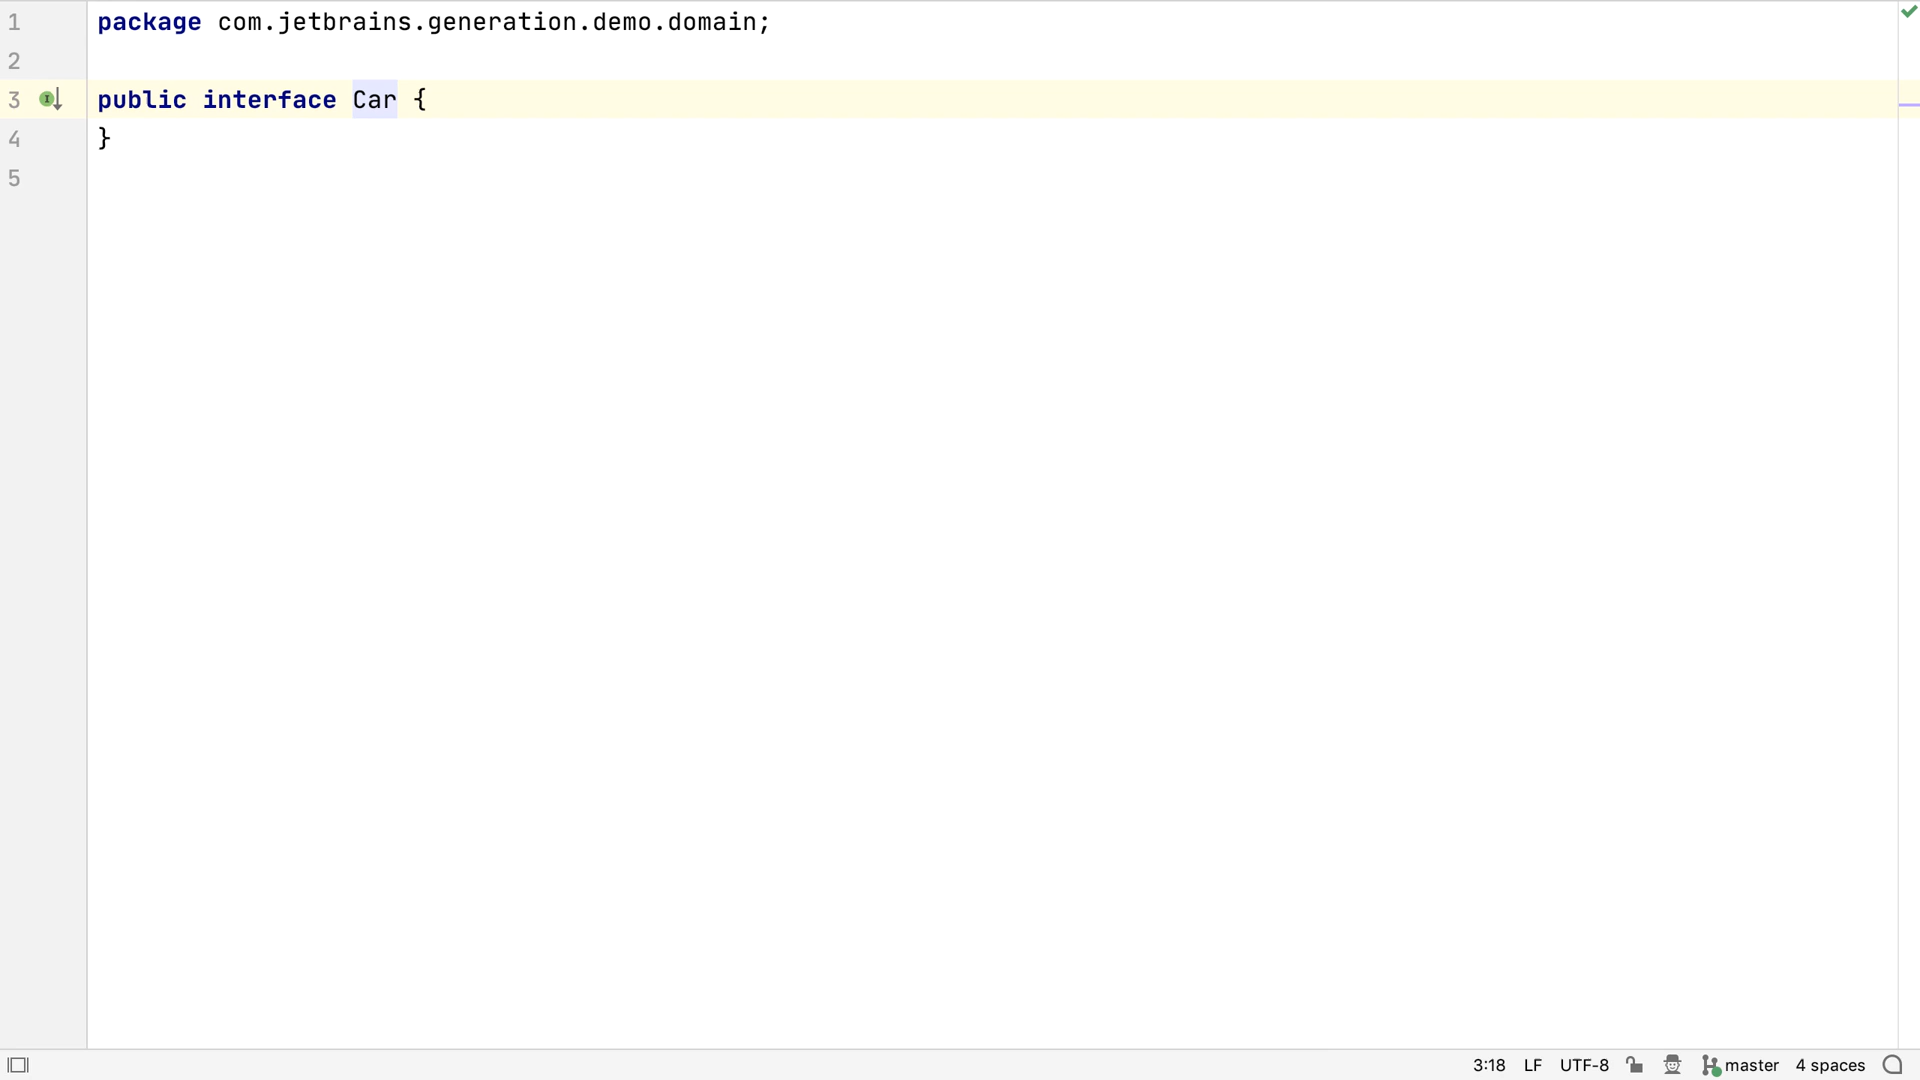 1 package com.jetbrains.generation.demo.domain;
2
3 public interface Car {
4 }
5
3:18 LF UTF-8 master 4 spaces